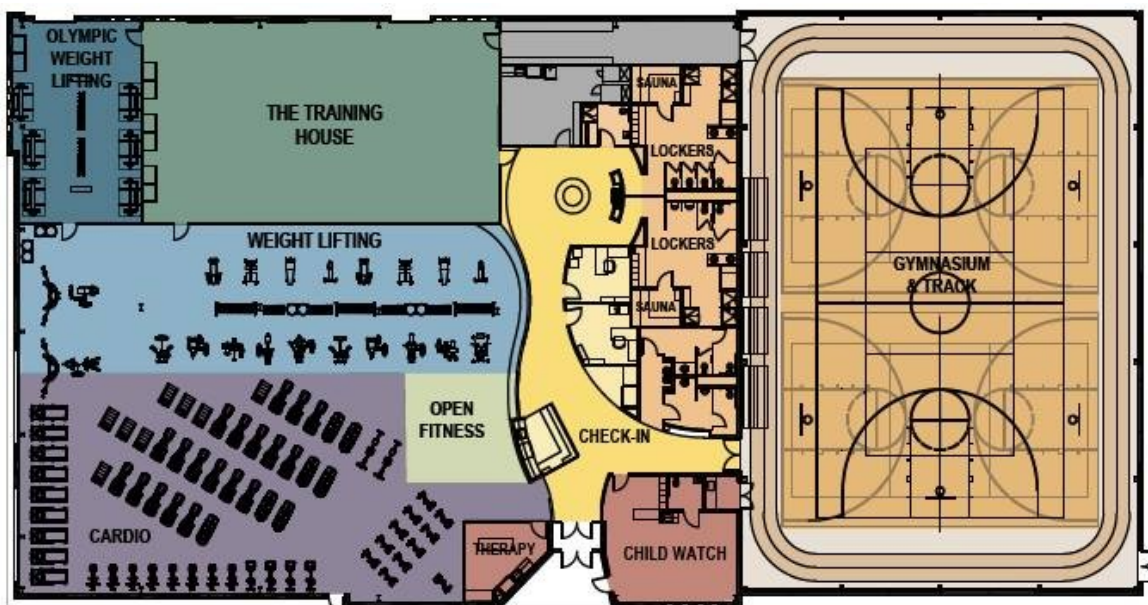 OLYMPIC
WEIGHT
LIFTING
THE TRAINING
HOUSE
SAUNA
LOCKERS
WEIGHT LIFTING
LOCKERS
GYMNASIUM
& TRACK
SAUNA
OPEN
FITNESS
CHECK-IN
CARDIO
THERAPY
CHILD WATCH